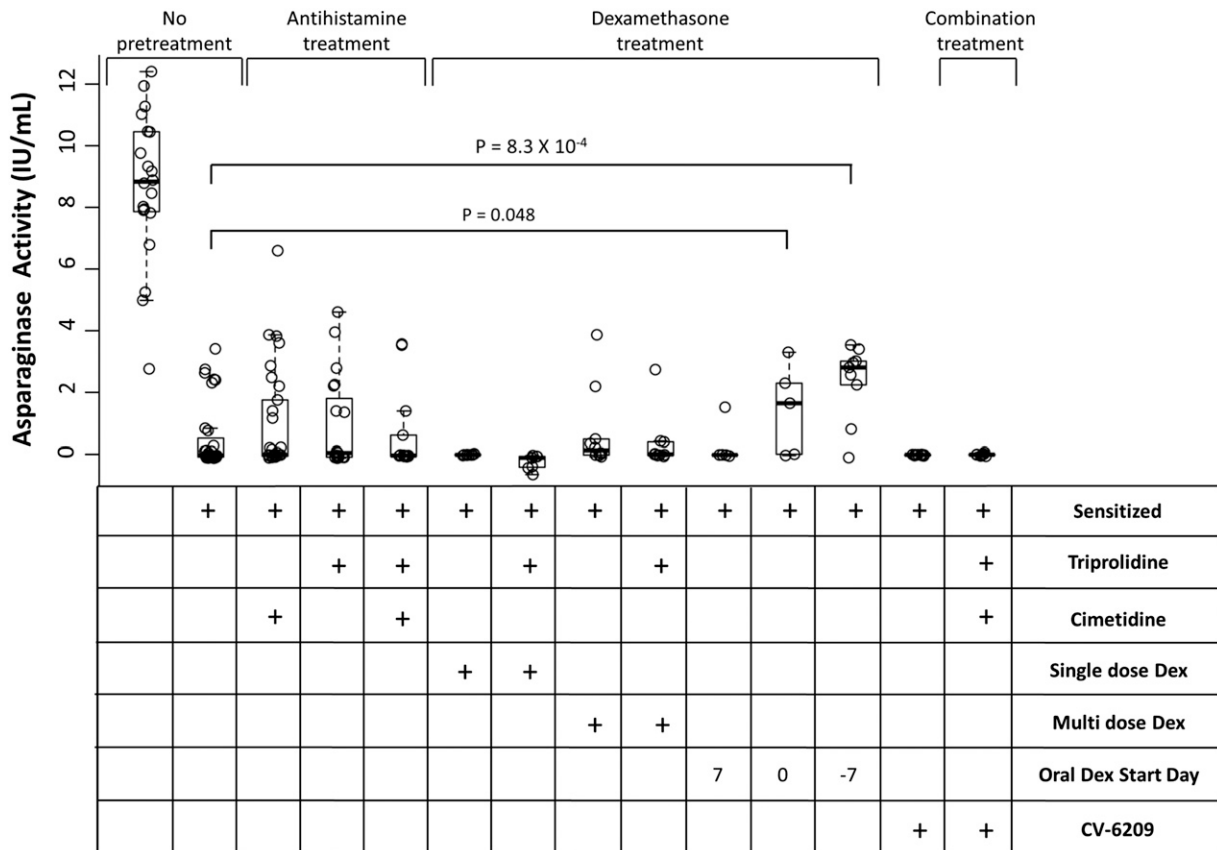 No
pretreatment
Antihistamine
treatment
Dexamethasone
treatment
Combination
treatment
Asparaginase Activity (IU/mL)
12
10
8
6
4
2
0
P = 8.3 X 10⁻⁴
P = 0.048
+ + + + + + + + + + + + + Sensitized
+ + + + + Triprolidine
+ + + Cimetidine
+ + Single dose Dex
+ + Multi dose Dex
7 0 -7 Oral Dex Start Day
+ + CV-6209